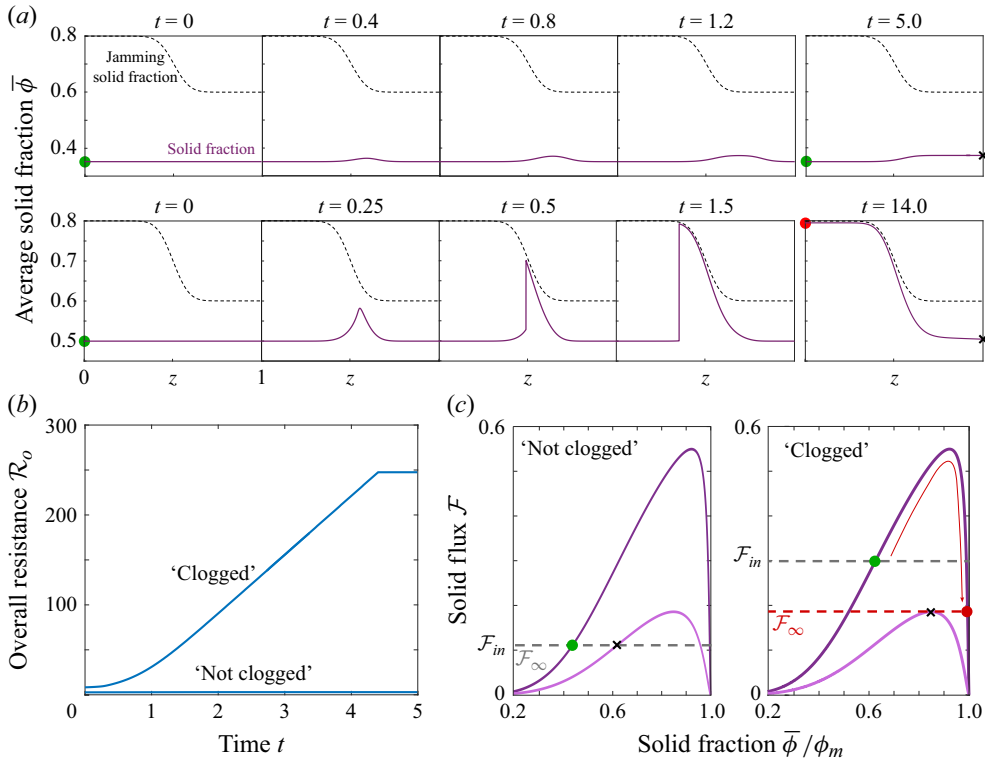 (a)
t = 0 t = 0.4 t = 0.8 t = 1.2 t = 5.0
0.8
Jamming
solid fraction
0.6
Solid fraction
0.4
Average solid fraction ϕ̅
t = 0 t = 0.25 t = 0.5 t = 1.5 t = 14.0
0.8
0.7
0.6
0.5
0 z 1 z z z z
(b)
300
200
100
0
Overall resistance ℛo
'Clogged'
'Not clogged'
0 1 2 3 4 5
Time t
(c)
0.6 0.6
'Not clogged' 'Clogged'
Solid flux ℱ
ℱin ℱin
ℱ∞ ℱ∞
0 0
0.2 0.6 1.0 0.2 0.6 1.0
Solid fraction ϕ̅/ϕm